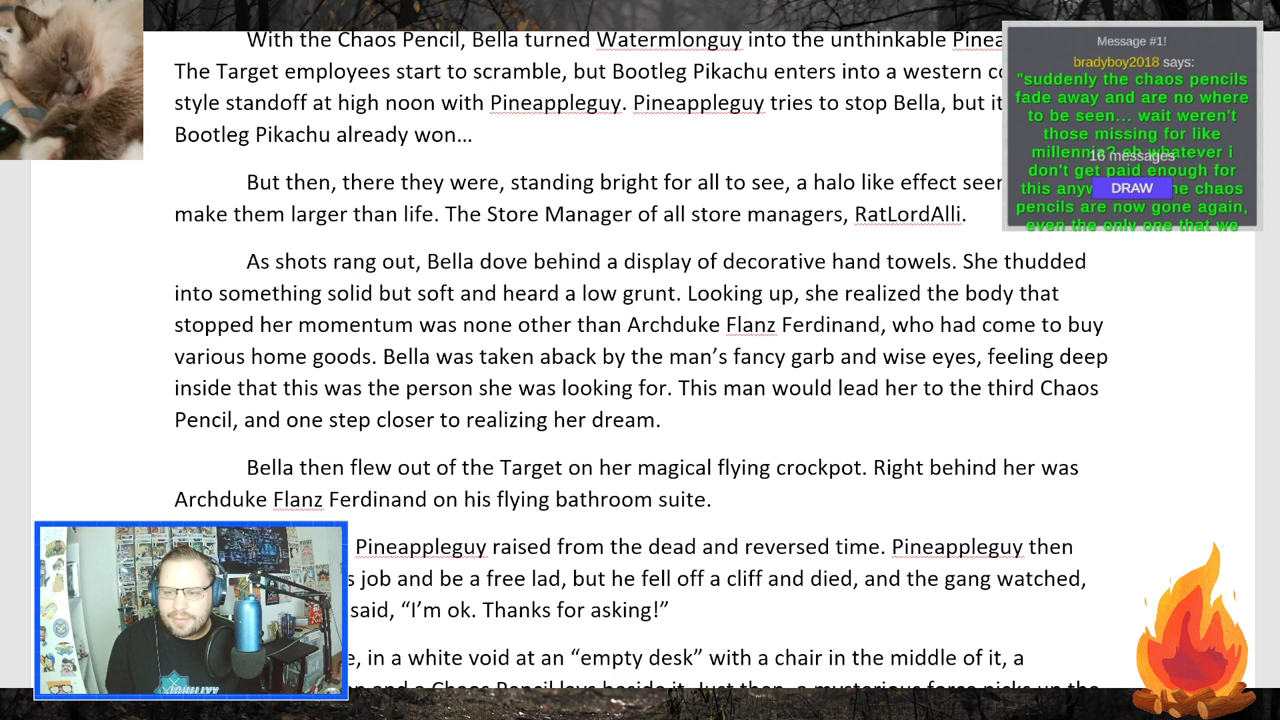 With the Chaos Pencil, Bella turned Watermlonguy into the unthinkable
The Target employees start to scramble, but Bootleg Pikachu enters into a western
style standoff at high noon with Pineappleguy. Pineappleguy tries to stop Bella, but it
Bootleg Pikachu already won…
But then, there they were, standing bright for all to see, a halo like effect
make them larger than life. The Store Manager of all store managers, RatLordAlli.
As shots rang out, Bella dove behind a display of decorative hand towels. She thudded
into something solid but soft and heard a low grunt. Looking up, she realized the body that
stopped her momentum was none other than Archduke Flanz Ferdinand, who had come to buy
various home goods. Bella was taken aback by the man’s fancy garb and wise eyes, feeling deep
inside that this was the person she was looking for. This man would lead her to the third Chaos
Pencil, and one step closer to realizing her dream.
Bella then flew out of the Target on her magical flying crockpot. Right behind her was
Archduke Flanz Ferdinand on his flying bathroom suite.
Pineappleguy raised from the dead and reversed time. Pineappleguy then
job and be a free lad, but he fell off a cliff and died, and the gang watched,
said, “I’m ok. Thanks for asking!”
in a white void at an “empty desk” with a chair in the middle of it, a
Message #1!
bradyboy2018 says:
"suddenly the chaos pencils
fade away and are no where
to be seen... wait weren't
those missing for like
whatever i
16 messages
don't get paid enough for
this
DRAW
chaos
pencils are now gone again,
even the only one that we